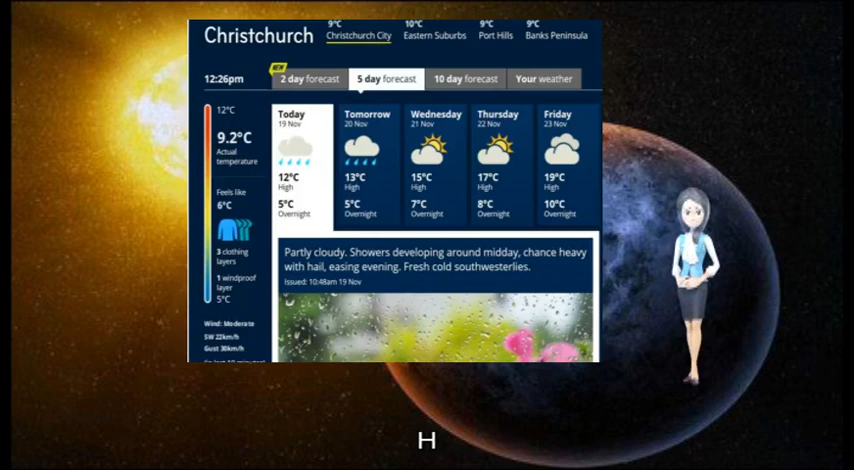 9°C 10°C 9°C 9°C
Christchurch Christchurch City Eastern Suburbs Port Hills Banks Peninsula
NEW
12:26pm 2 day forecast 5 day forecast 10 day forecast Your weather
12°C
Today Tomorrow Wednesday Thursday Friday
19 Nov 20 Nov 21 Nov 22 Nov 23 Nov
9.2°C
Actual
temperature
12°C 13°C 15°C 17°C 19°C
High High High High High
Feels like
6°C
5°C 5°C 7°C 8°C 10°C
Overnight Overnight Overnight Overnight Overnight
3 clothing
layers
1 windproof
layer
5°C
Partly cloudy. Showers developing around midday, chance heavy
with hail, easing evening. Fresh cold southwesterlies.
Issued: 10:48am 19 Nov
Wind: Moderate
SW 22km/h
Gust 30km/h
H